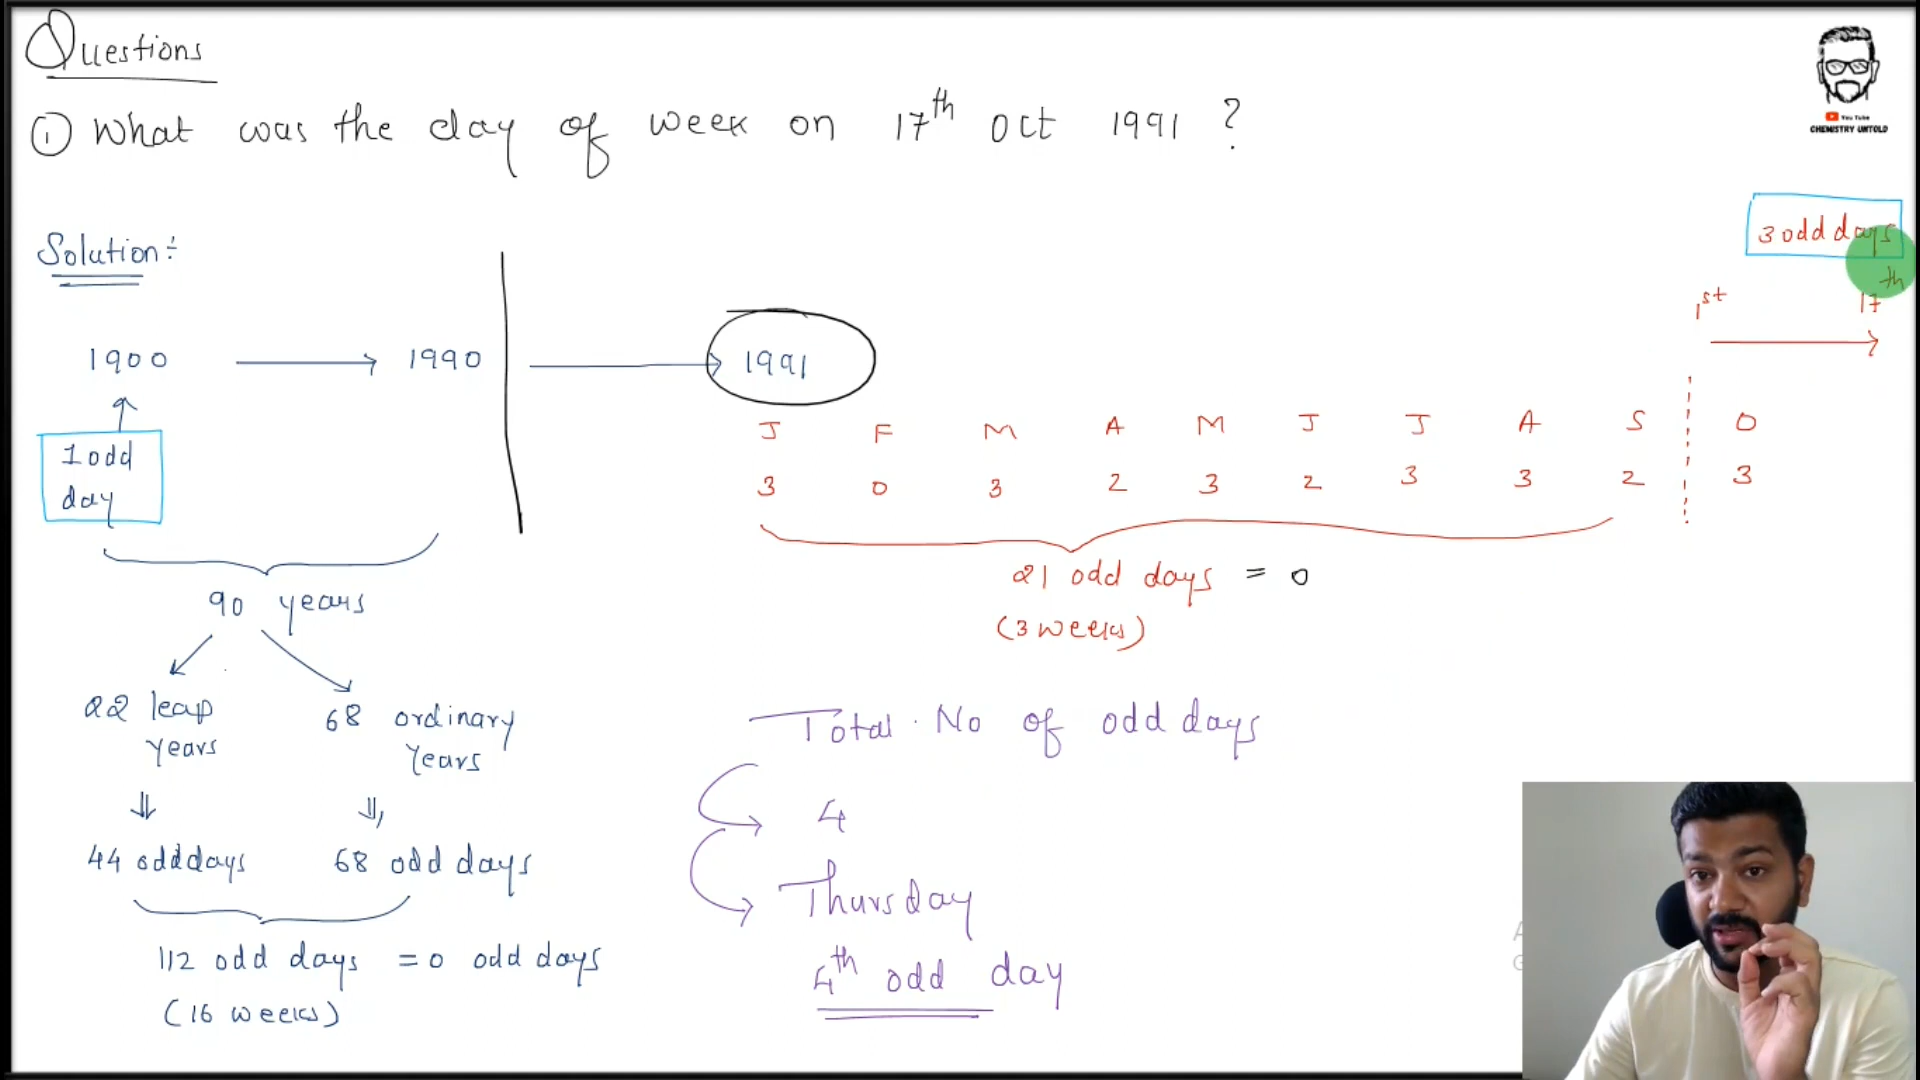 Questions
① What was the day of week on 17th Oct 1991 ?
YouTube
CHEMISTRY UNTOLD
Solution:
3 odd days
1st 17th
1900 → 1990 → 1991
1 odd
day
J F M A M J J A S O
3 0 3 2 3 2 3 3 2 3
21 odd days = 0
(3 weeks)
90 years
22 leap
years
68 ordinary
years
44 odd days
68 odd days
112 odd days = 0 odd days
(16 weeks)
Total. No of odd days
4
Thursday
4th odd day